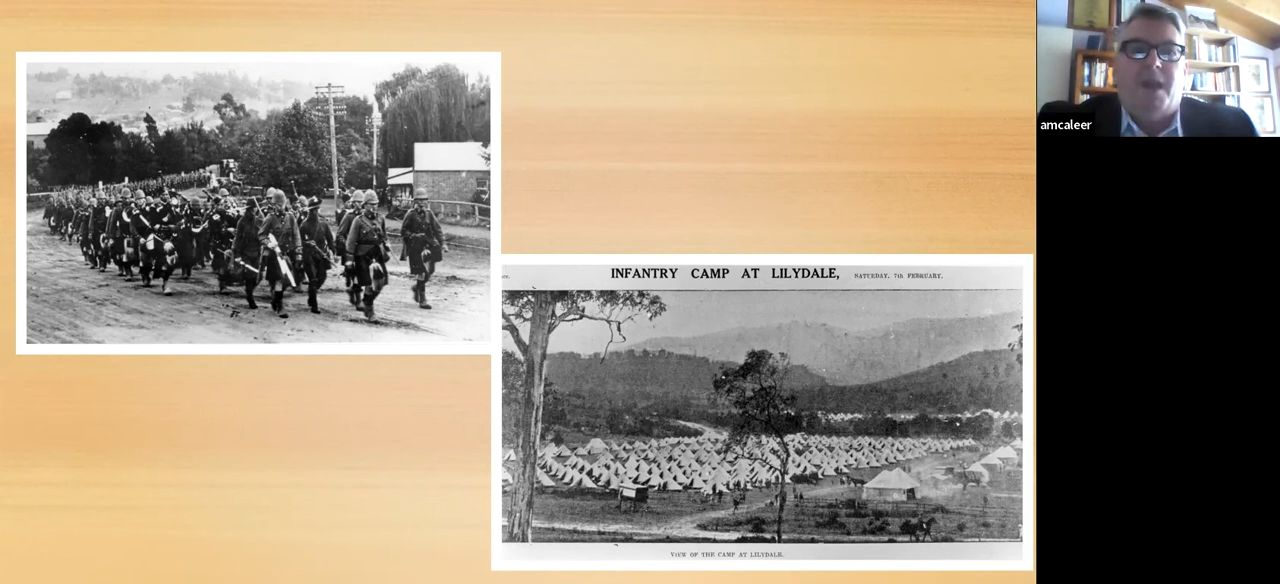 amcaleer
INFANTRY CAMP AT LILYDALE, SATURDAY, 7th FEBRUARY.
VIEW OF THE CAMP AT LILYDALE.